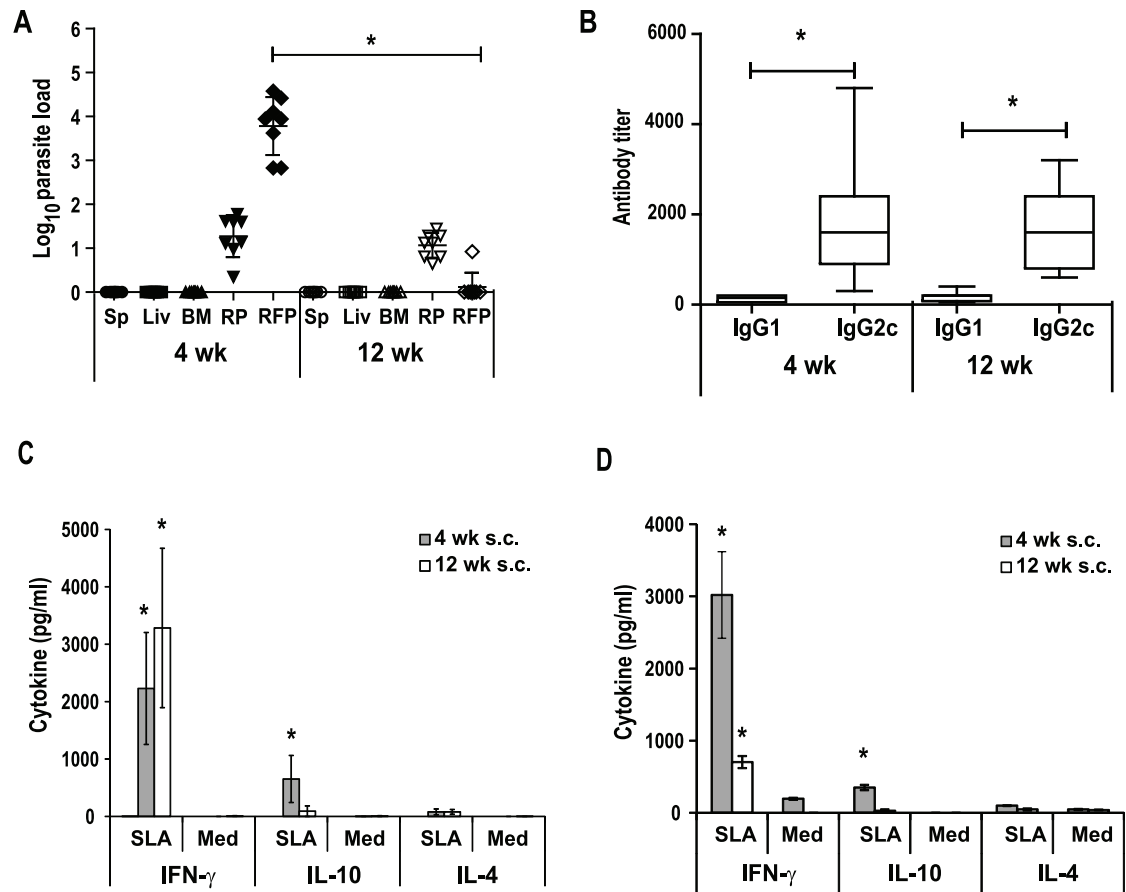 A
Log10 parasite load
6
5
4
3
2
1
0
*
Sp Liv BM RP RFP Sp Liv BM RP RFP
4 wk 12 wk
B
Antibody titer
6000
4000
2000
0
*
*
IgG1 IgG2c IgG1 IgG2c
4 wk 12 wk
C
Cytokine (pg/ml)
5000
4000
3000
2000
1000
0
4 wk s.c.
12 wk s.c.
*
*
*
SLA Med SLA Med SLA Med
IFN-γ IL-10 IL-4
D
Cytokine (pg/ml)
4000
3000
2000
1000
0
4 wk s.c.
12 wk s.c.
*
*
*
SLA Med SLA Med SLA Med
IFN-γ IL-10 IL-4